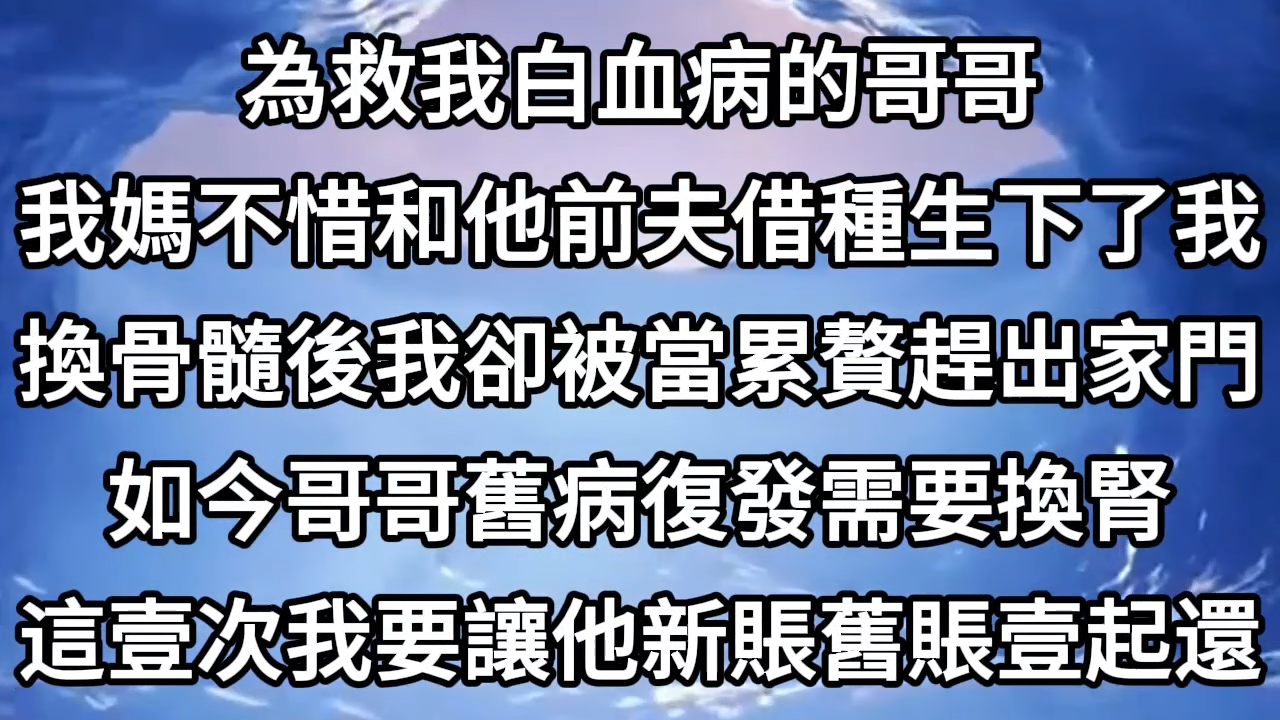 為救我白血病的哥哥
我媽不惜和他前夫借種生下了我
換骨髓後我卻被當累贅趕出家門
如今哥哥舊病復發需要換腎
這壹次我要讓他新賬舊賬壹起還